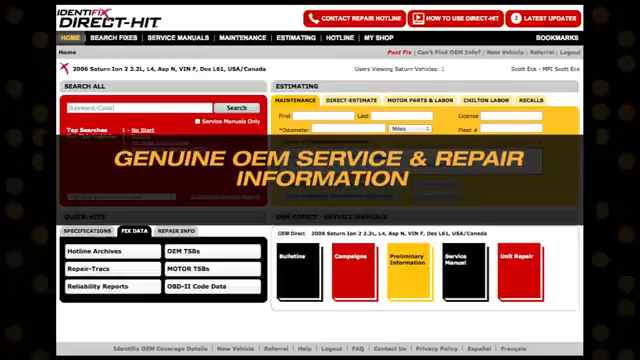 IDENTIFIX
DIRECT-HIT
CONTACT REPAIR HOTLINE
HOW TO USE DIRECT-HIT
3 LATEST UPDATES
HOME SEARCH FIXES SERVICE MANUALS MAINTENANCE ESTIMATING HOTLINE MY SHOP BOOKMARKS
Home
Post Fix | Can't Find OEM Info? | New Vehicle | Referral | Logout
2006 Saturn Ion 2 2.2L, L4, Asp N, VIN F, Des L61, USA/Canada
Users Viewing Saturn Vehicles: 1
Scott Eck - MPI Scott Eck
SEARCH ALL
[Keyword/Code]
Search
Service Manuals Only
Top Searches
1 - No Start
ESTIMATING
MAINTENANCE DIRECT-ESTIMATE MOTOR PARTS & LABOR CHILTON LABOR RECALLS
First Last License
*Odometer Miles Fleet #
GENUINE OEM SERVICE & REPAIR
INFORMATION
QUICK-HITS
SPECIFICATIONS FIX DATA REPAIR INFO
Hotline Archives OEM TSBs
Repair-Tracs MOTOR TSBs
Reliability Reports OBD-II Code Data
OEM DIRECT - SERVICE MANUALS
OEM Direct 2006 Saturn Ion 2 2.2L, L4, Asp N, VIN F, Des L61, USA/Canada
Bulletins
Campaigns
Preliminary
Information
Service
Manual
Unit Repair
Identifix OEM Coverage Details | New Vehicle | Referral | Help | Logout | FAQ | Contact Us | Privacy Policy | Español | Français